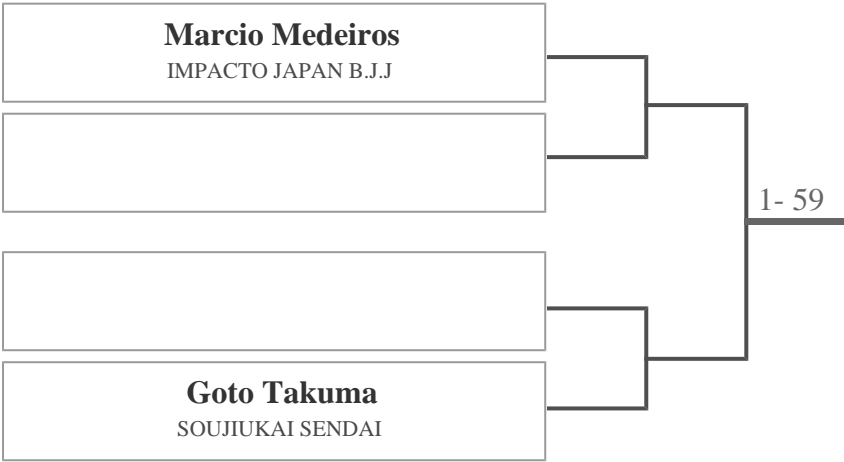 Marcio Medeiros
IMPACTO JAPAN B.J.J
1- 59
Goto Takuma
SOUJIUKAI SENDAI